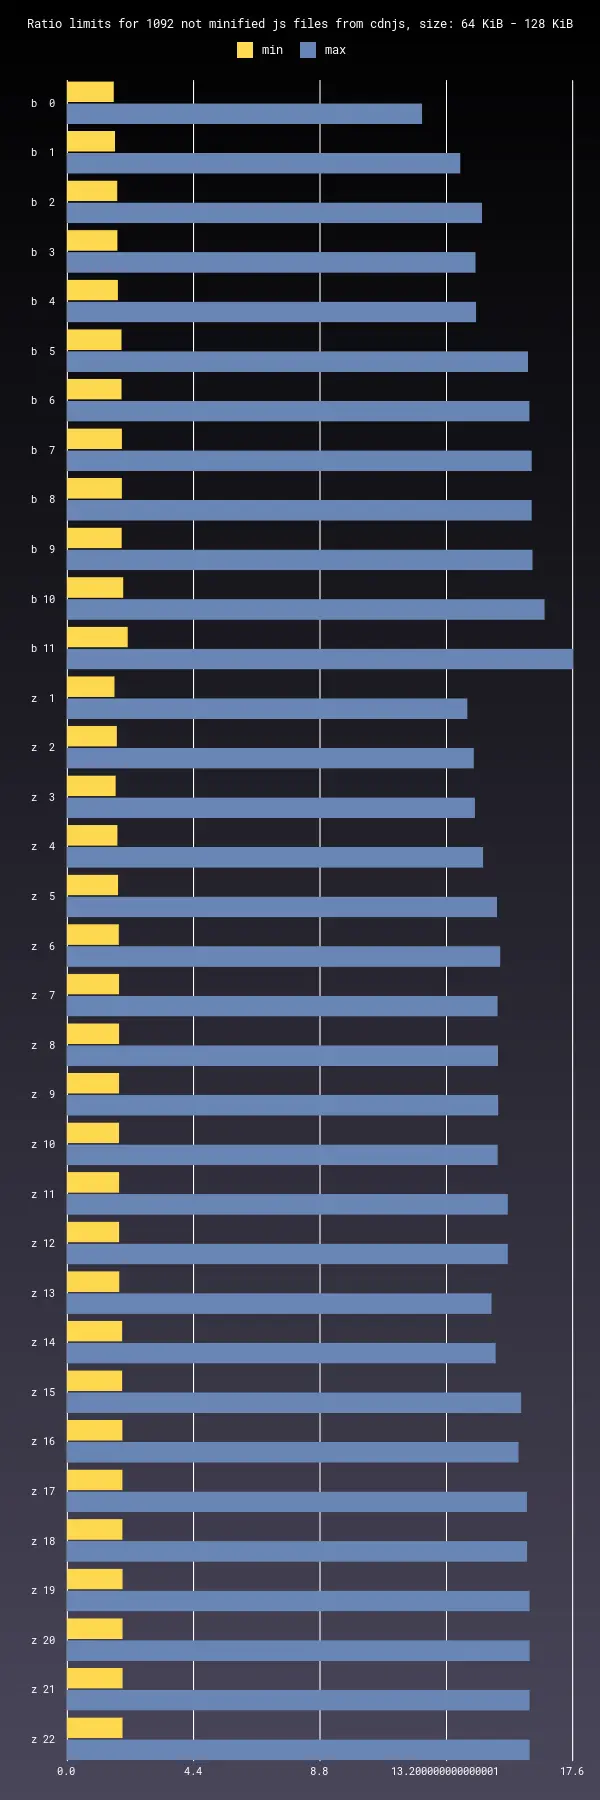 Ratio limits for 1092 not minified js files from cdnjs, size: 64 KiB - 128 KiB
min max
b 0
b 1
b 2
b 3
b 4
b 5
b 6
b 7
b 8
b 9
b 10
b 11
z 1
z 2
z 3
z 4
z 5
z 6
z 7
z 8
z 9
z 10
z 11
z 12
z 13
z 14
z 15
z 16
z 17
z 18
z 19
z 20
z 21
z 22
0.0 4.4 8.8 13.200000000000001 17.6